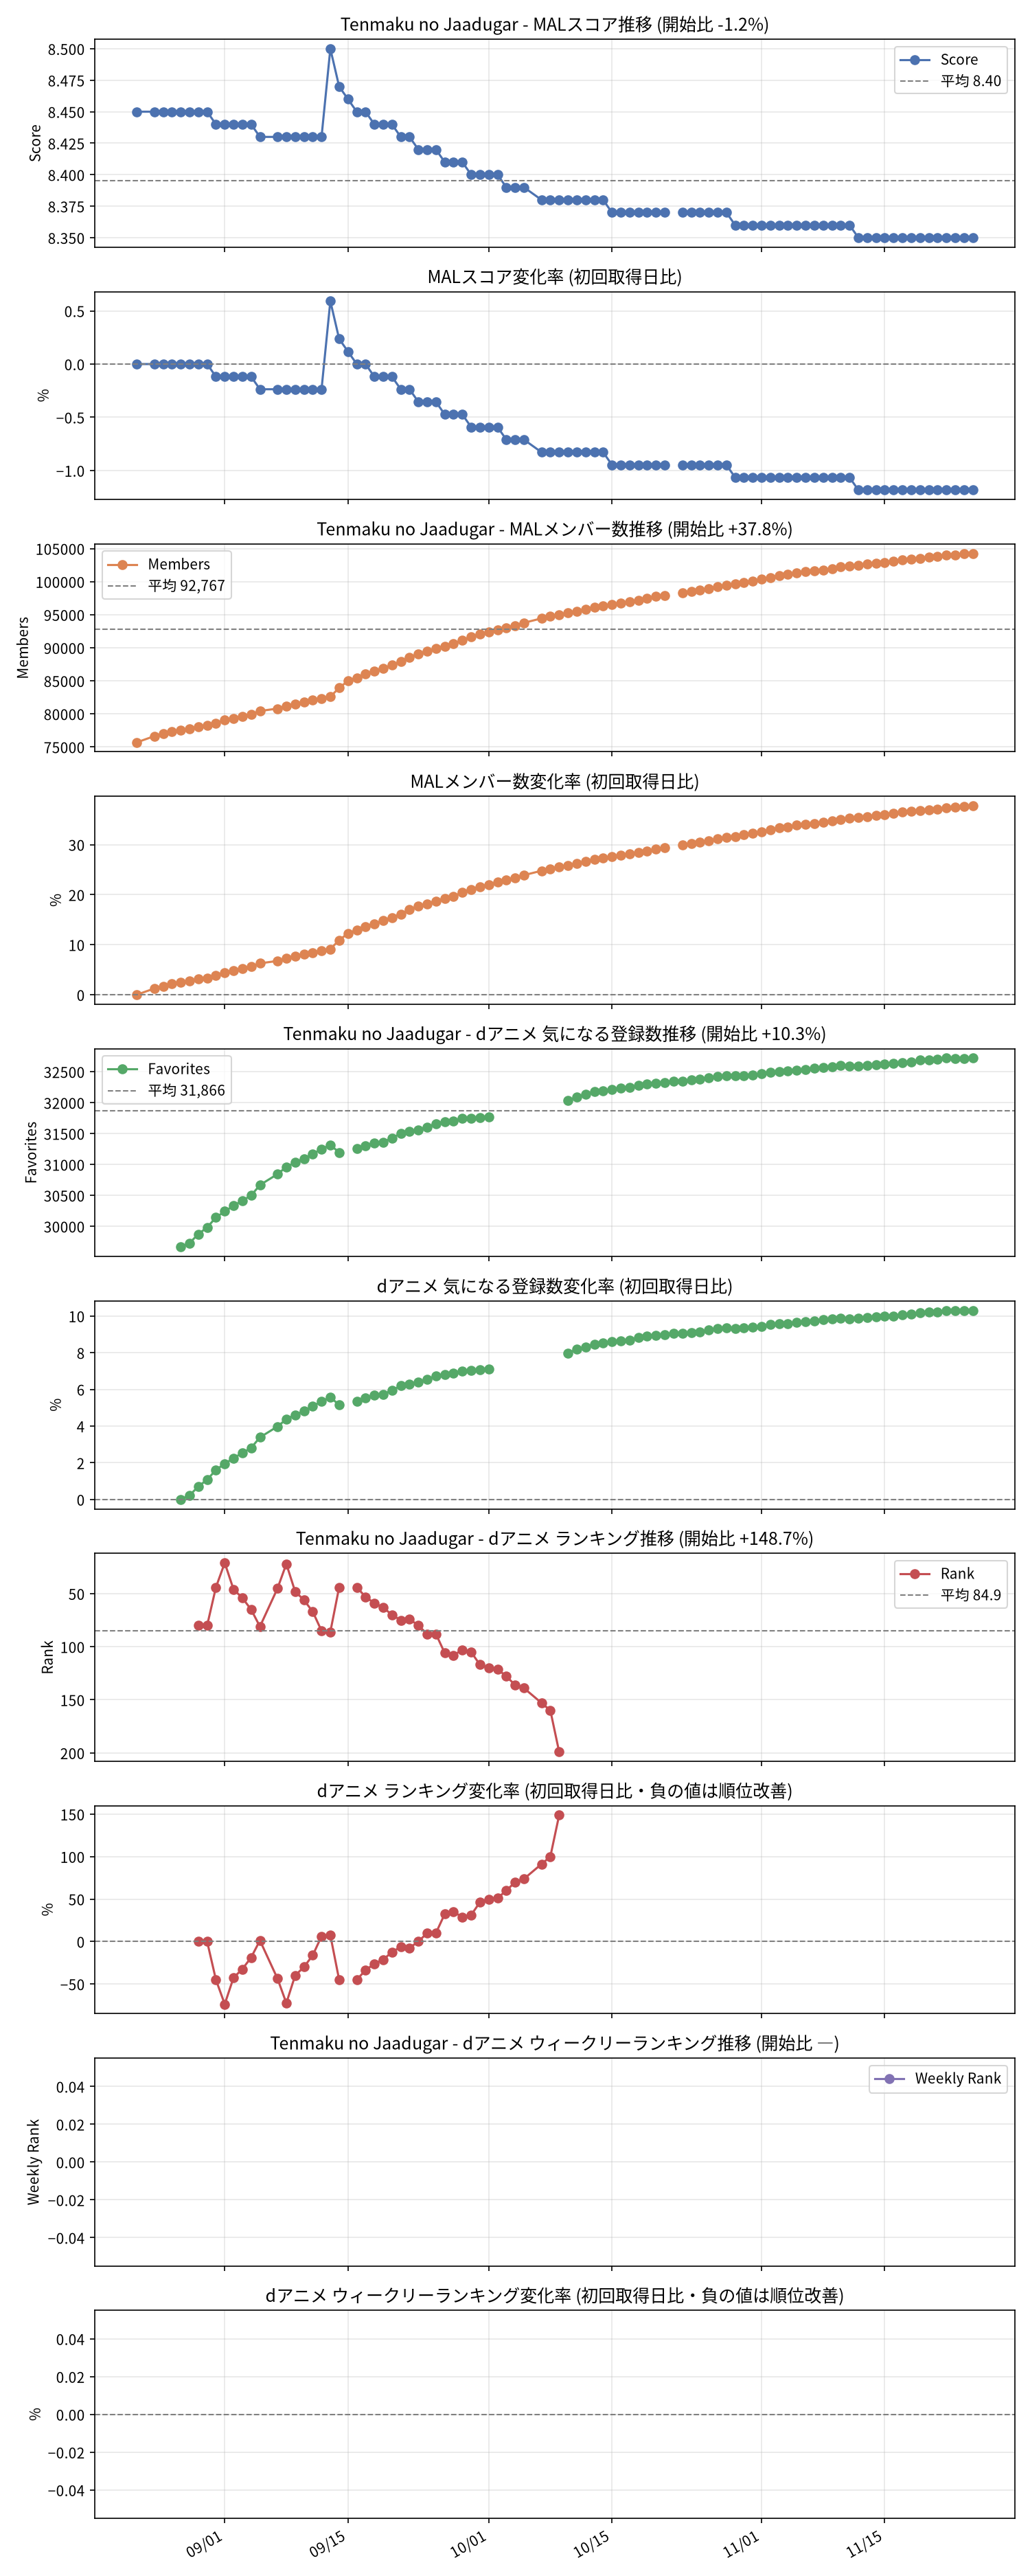 Tenmaku no Jaadugar - MALスコア推移 (開始比 -1.2%)
8.500
8.475
8.450
8.425
8.400
8.375
8.350
Score
Score
平均 8.40
MALスコア変化率 (初回取得日比)
0.5
0.0
−0.5
−1.0
%
Tenmaku no Jaadugar - MALメンバー数推移 (開始比 +37.8%)
105000
100000
95000
90000
85000
80000
75000
Members
Members
平均 92,767
MALメンバー数変化率 (初回取得日比)
30
20
10
0
%
Tenmaku no Jaadugar - dアニメ 気になる登録数推移 (開始比 +10.3%)
32500
32000
31500
31000
30500
30000
Favorites
Favorites
平均 31,866
dアニメ 気になる登録数変化率 (初回取得日比)
10
8
6
4
2
0
%
Tenmaku no Jaadugar - dアニメ ランキング推移 (開始比 +148.7%)
50
100
150
200
Rank
Rank
平均 84.9
dアニメ ランキング変化率 (初回取得日比・負の値は順位改善)
150
100
50
0
−50
%
Tenmaku no Jaadugar - dアニメ ウィークリーランキング推移 (開始比 —)
0.04
0.02
0.00
−0.02
−0.04
Weekly Rank
Weekly Rank
dアニメ ウィークリーランキング変化率 (初回取得日比・負の値は順位改善)
0.04
0.02
0.00
−0.02
−0.04
%
09/01
09/15
10/01
10/15
11/01
11/15